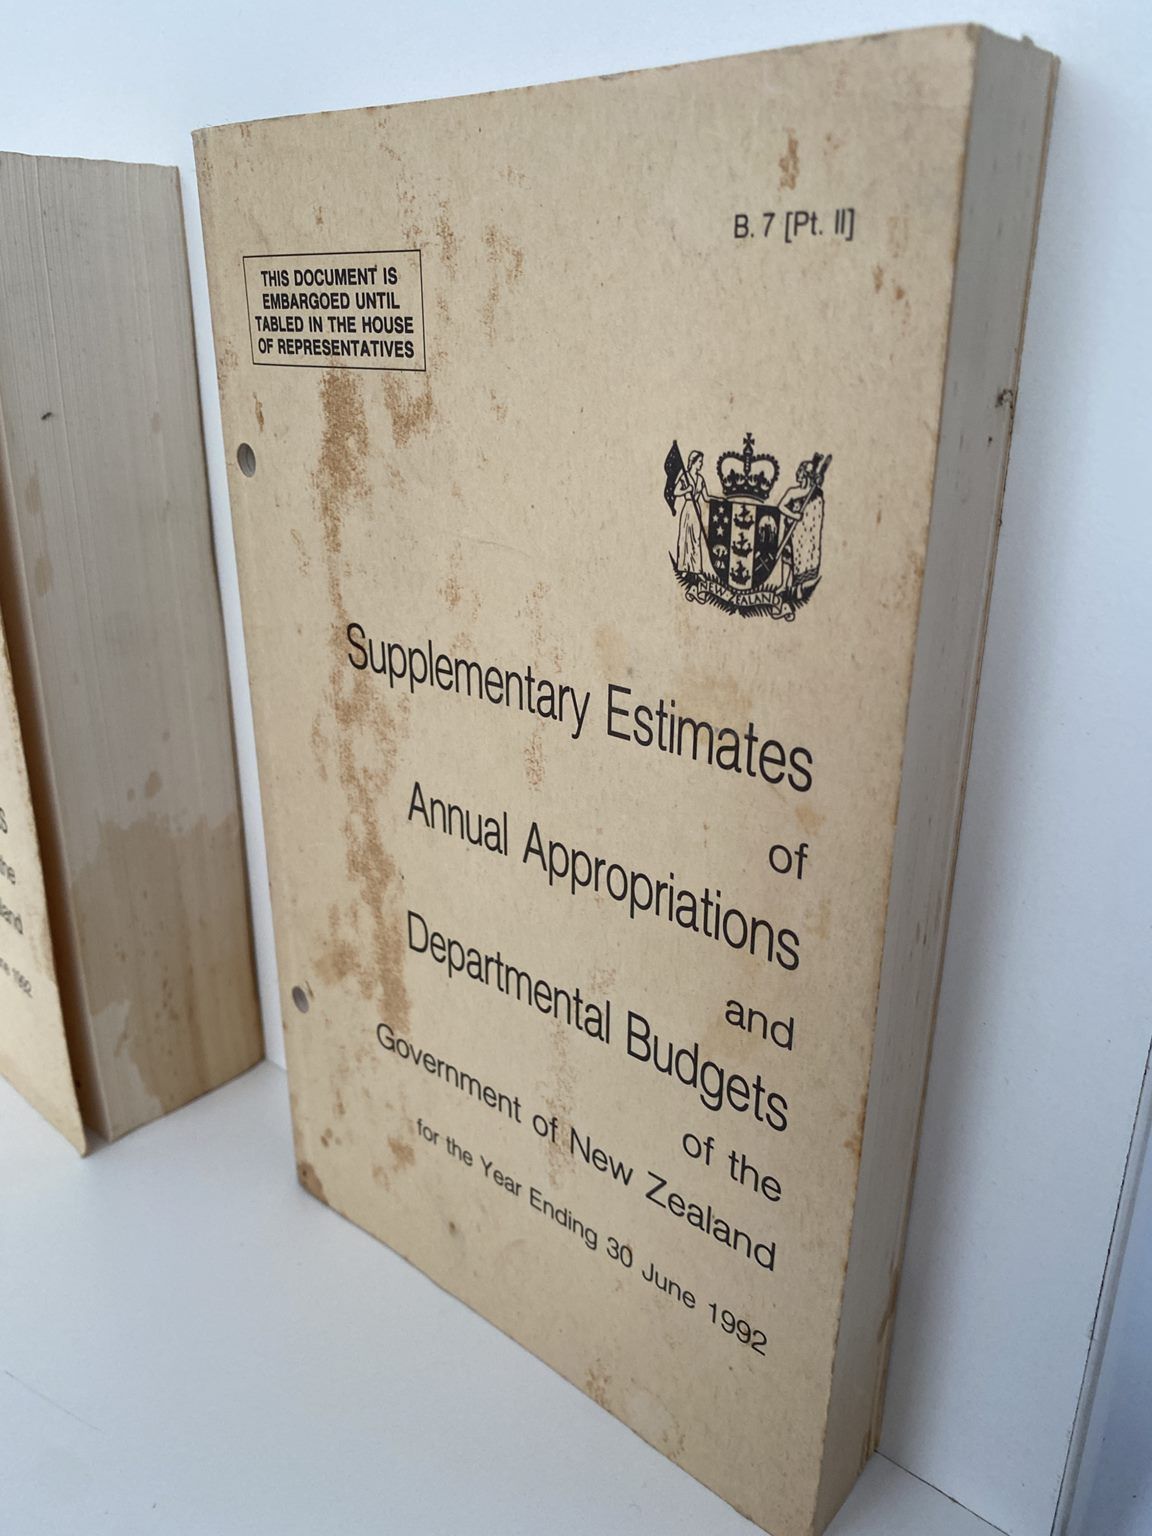 B. 7 [Pt. II]
THIS DOCUMENT IS
EMBARGOED UNTIL
TABLED IN THE HOUSE
OF REPRESENTATIVES
NEW ZEALAND
Supplementary Estimates
of
Annual Appropriations
and
Departmental Budgets
of the
Government of New Zealand
for the Year Ending 30 June 1992